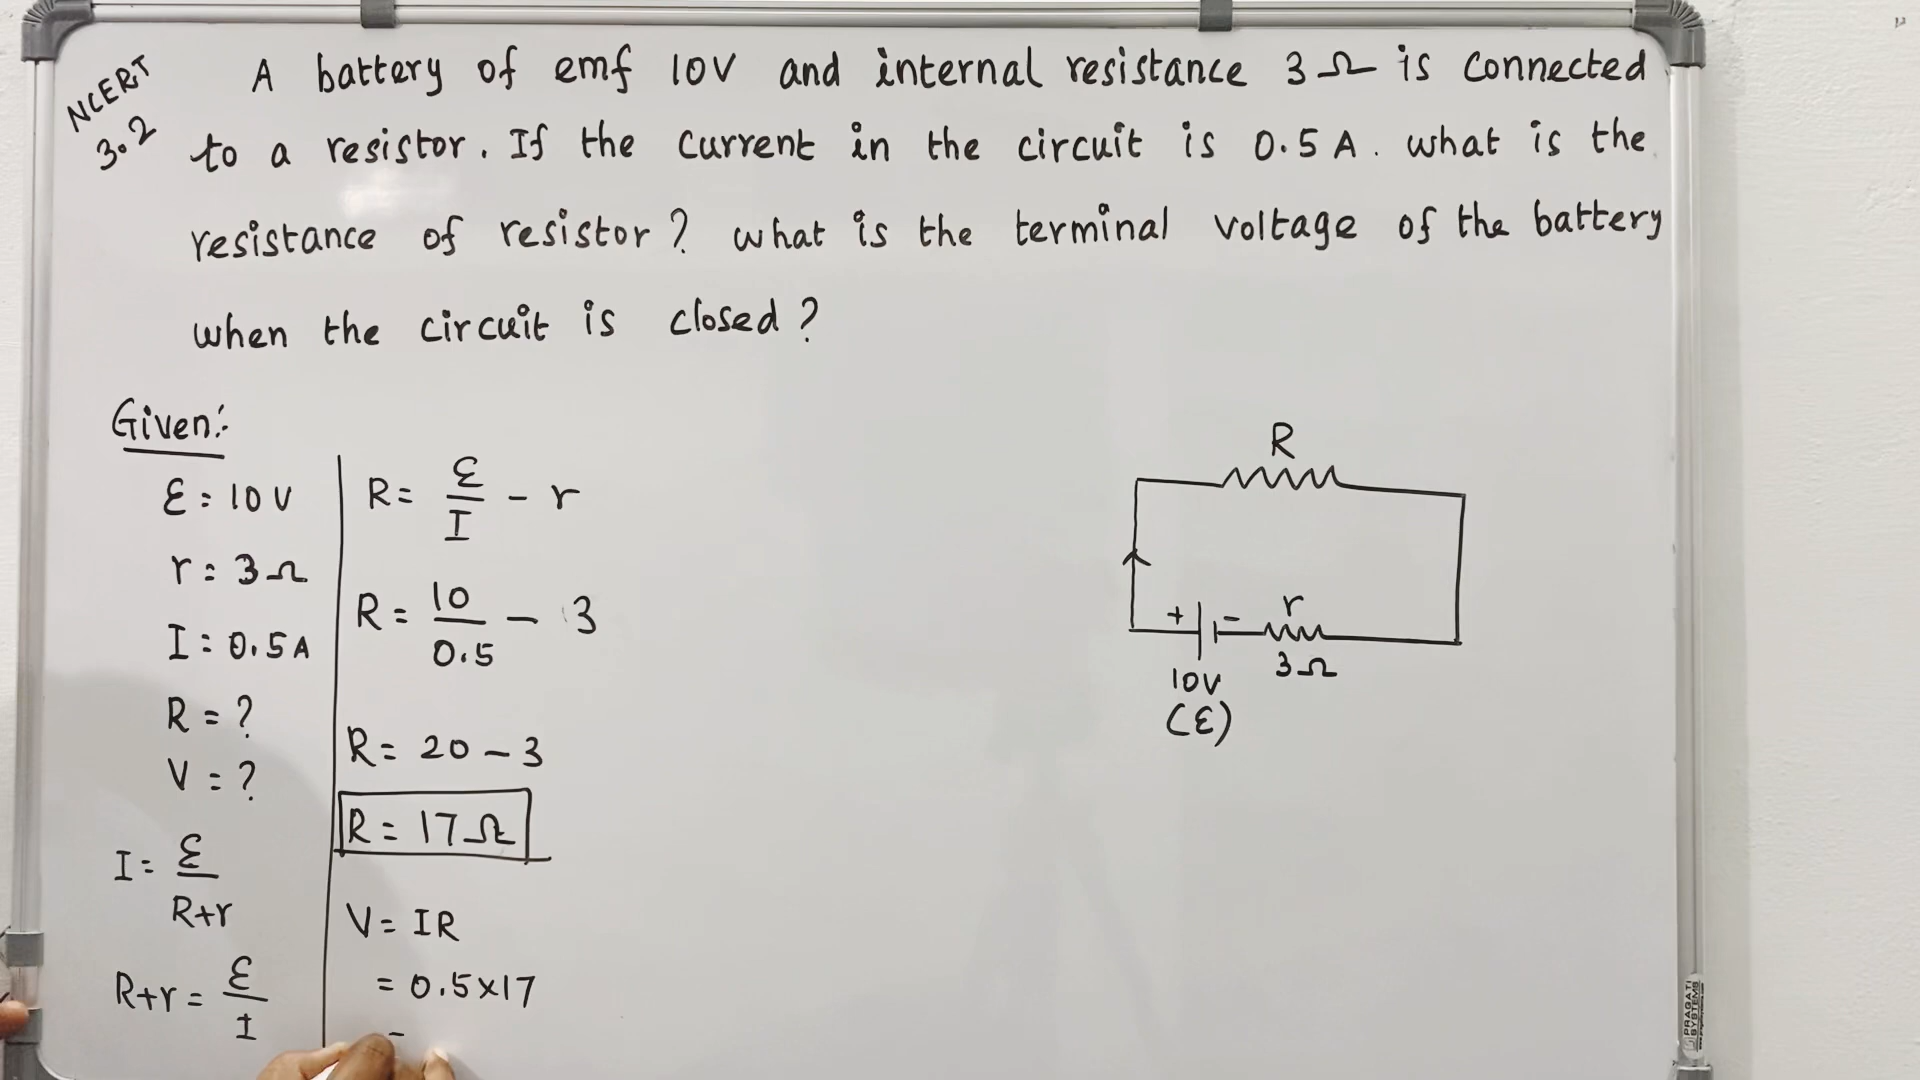 NCERT
3.2
A battery of emf 10V and internal resistance 3Ω is connected
to a resistor. If the current in the circuit is 0.5 A. what is the
resistance of resistor? what is the terminal voltage of the battery
when the circuit is closed?
Given:-
Ɛ = 10V
r = 3Ω
I = 0.5A
R = ?
V = ?
I = Ɛ / R+r
R+r = Ɛ / I
R = Ɛ / I - r
R = 10 / 0.5 - 3
R = 20 - 3
R = 17Ω
V = IR
= 0.5×17
R
+ -
r
3Ω
10V
(Ɛ)
PRAGATI
SYSTEMS